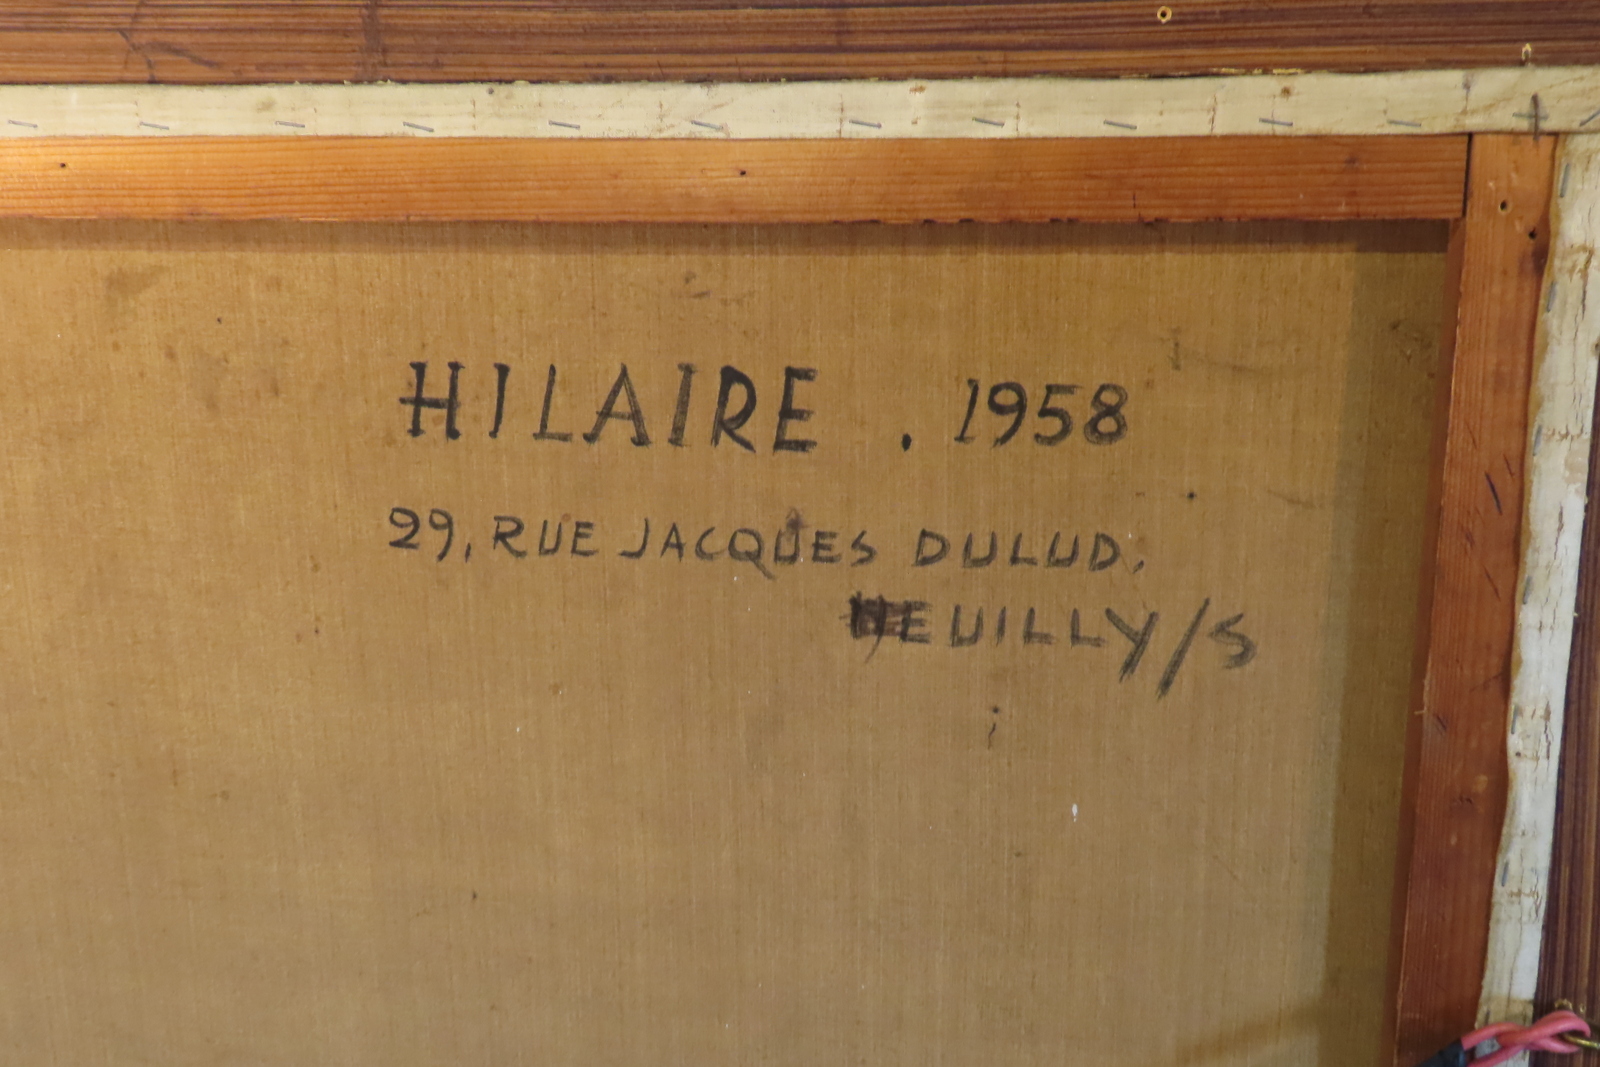 HILAIRE . 1958
29, RUE JACQUES DULUD,
NEUILLY/S